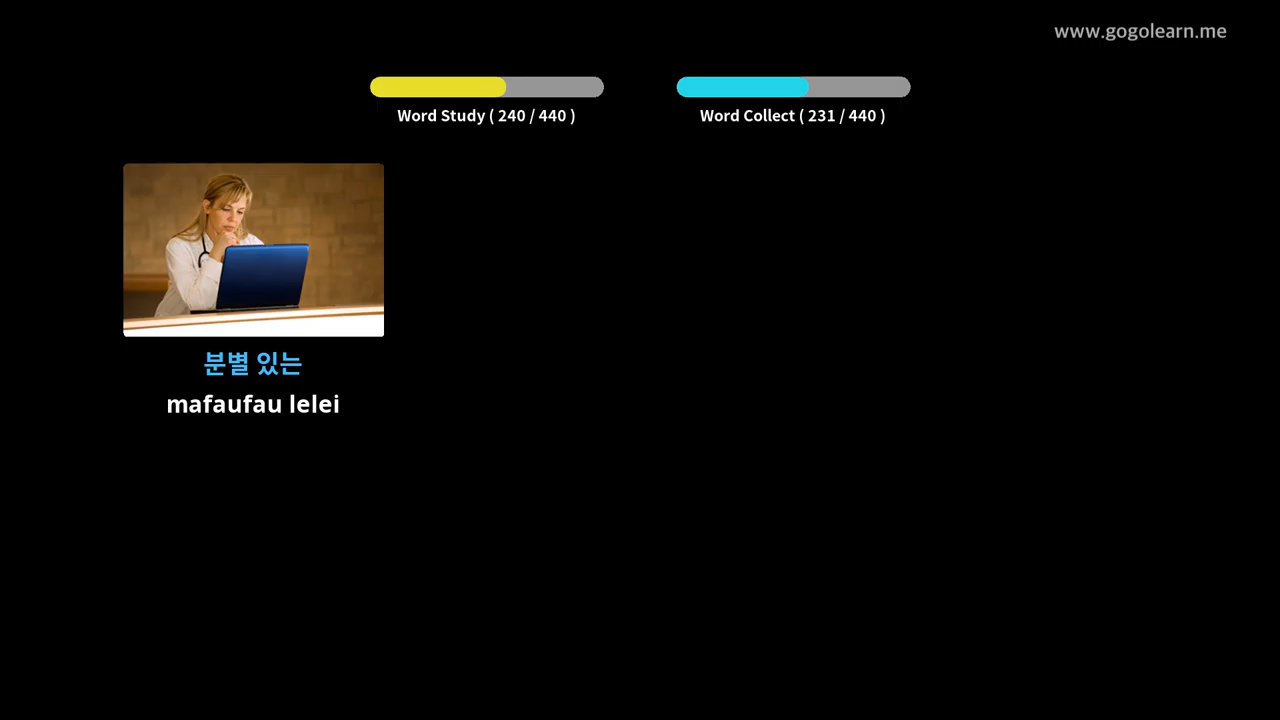 www.gogolearn.me
Word Study ( 240 / 440 )
Word Collect ( 231 / 440 )
분별 있는
mafaufau lelei